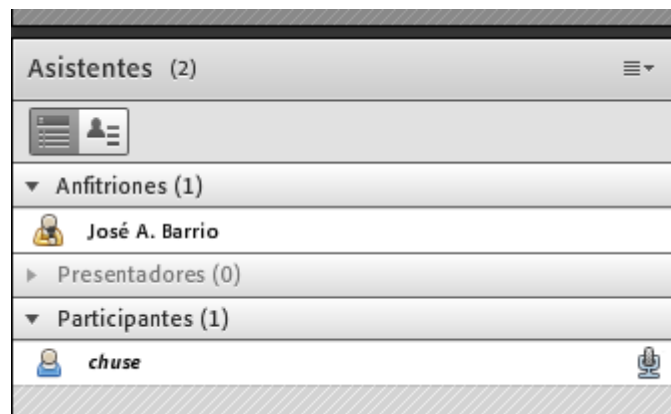 Asistentes (2)
Anfitriones (1)
José A. Barrio
Presentadores (0)
Participantes (1)
chuse